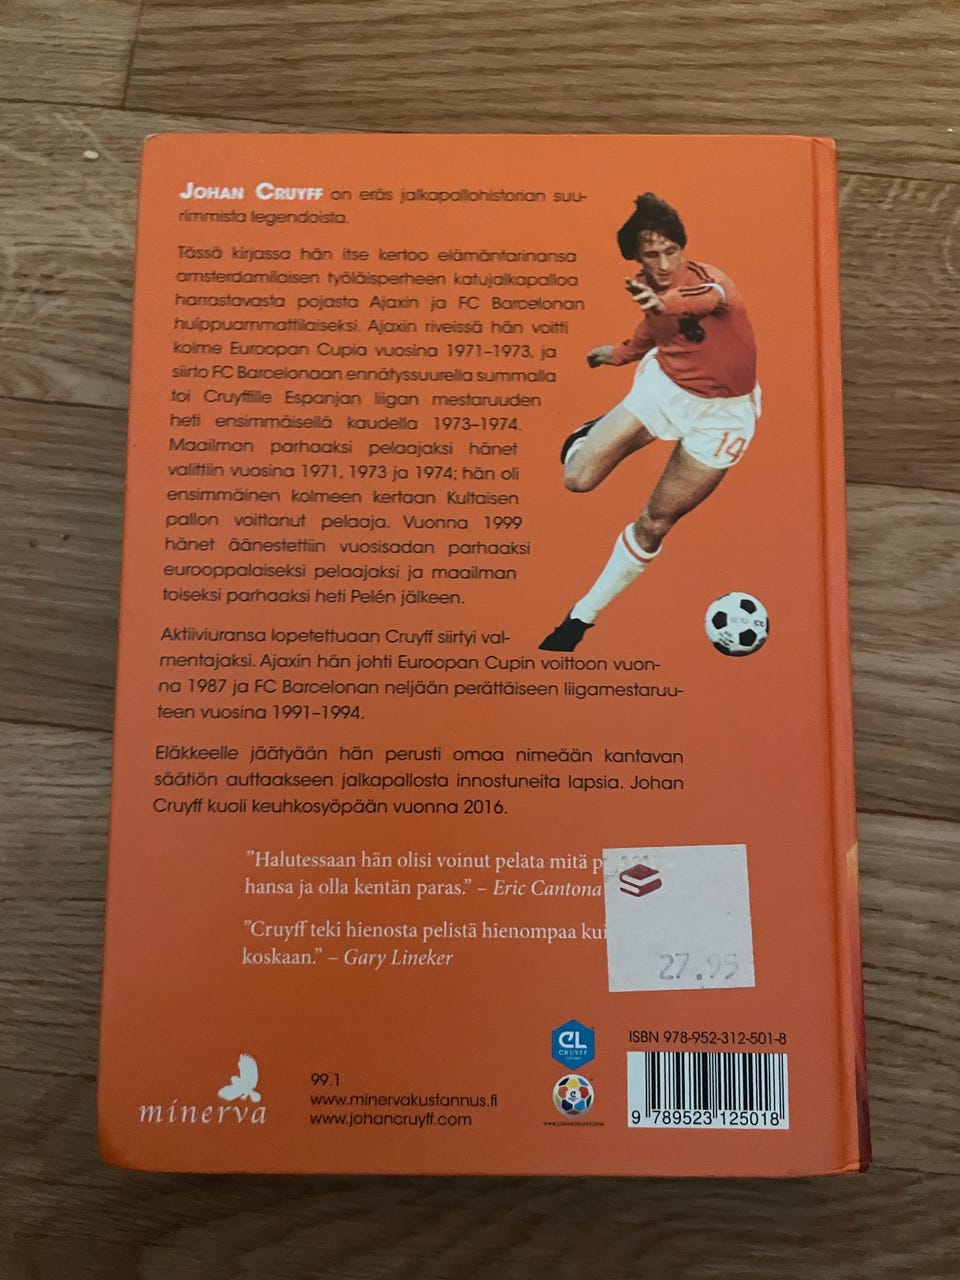 JOHAN CRUYFF on eräs jalkapallohistorian suu-
rimmista legendoista.
Tässä kirjassa hän itse kertoo elämäntarinansa
amsterdamilaisen työläisperheen katujalkapalloa
harrastavasta pojasta Ajaxin ja FC Barcelonan
huippuammattilaiseksi. Ajaxin riveissä hän voitti
kolme Euroopan Cupia vuosina 1971–1973, ja
siirto FC Barcelonaan ennätyssuurella summalla
toi Cruyffille Espanjan liigan mestaruuden
heti ensimmäisellä kaudella 1973–1974.
Maailman parhaaksi pelaajaksi hänet
valittiin vuosina 1971, 1973 ja 1974; hän oli
ensimmäinen kolmeen kertaan Kultaisen
pallon voittanut pelaaja. Vuonna 1999
hänet äänestettiin vuosisadan parhaaksi
eurooppalaiseksi pelaajaksi ja maailman
toiseksi parhaaksi heti Pelén jälkeen.
14
Aktiiviuransa lopetettuaan Cruyff siirtyi val-
mentajaksi. Ajaxin hän johti Euroopan Cupin voittoon vuon-
na 1987 ja FC Barcelonan neljään perättäiseen liigamestaruu-
teen vuosina 1991–1994.
Eläkkeelle jäätyään hän perusti omaa nimeään kantavan
säätiön auttaakseen jalkapallosta innostuneita lapsia. Johan
Cruyff kuoli keuhkosyöpään vuonna 2016.
”Halutessaan hän olisi voinut pelata mitä
hansa ja olla kentän paras.” – Eric Cantona
”Cruyff teki hienosta pelistä hienompaa
koskaan.” – Gary Lineker
27.95
minerva
99.1
www.minervakustannus.fi
www.johancruyff.com
CL
CRUYFF
LIBRARY
ISBN 978-952-312-501-8
9 789523 125018